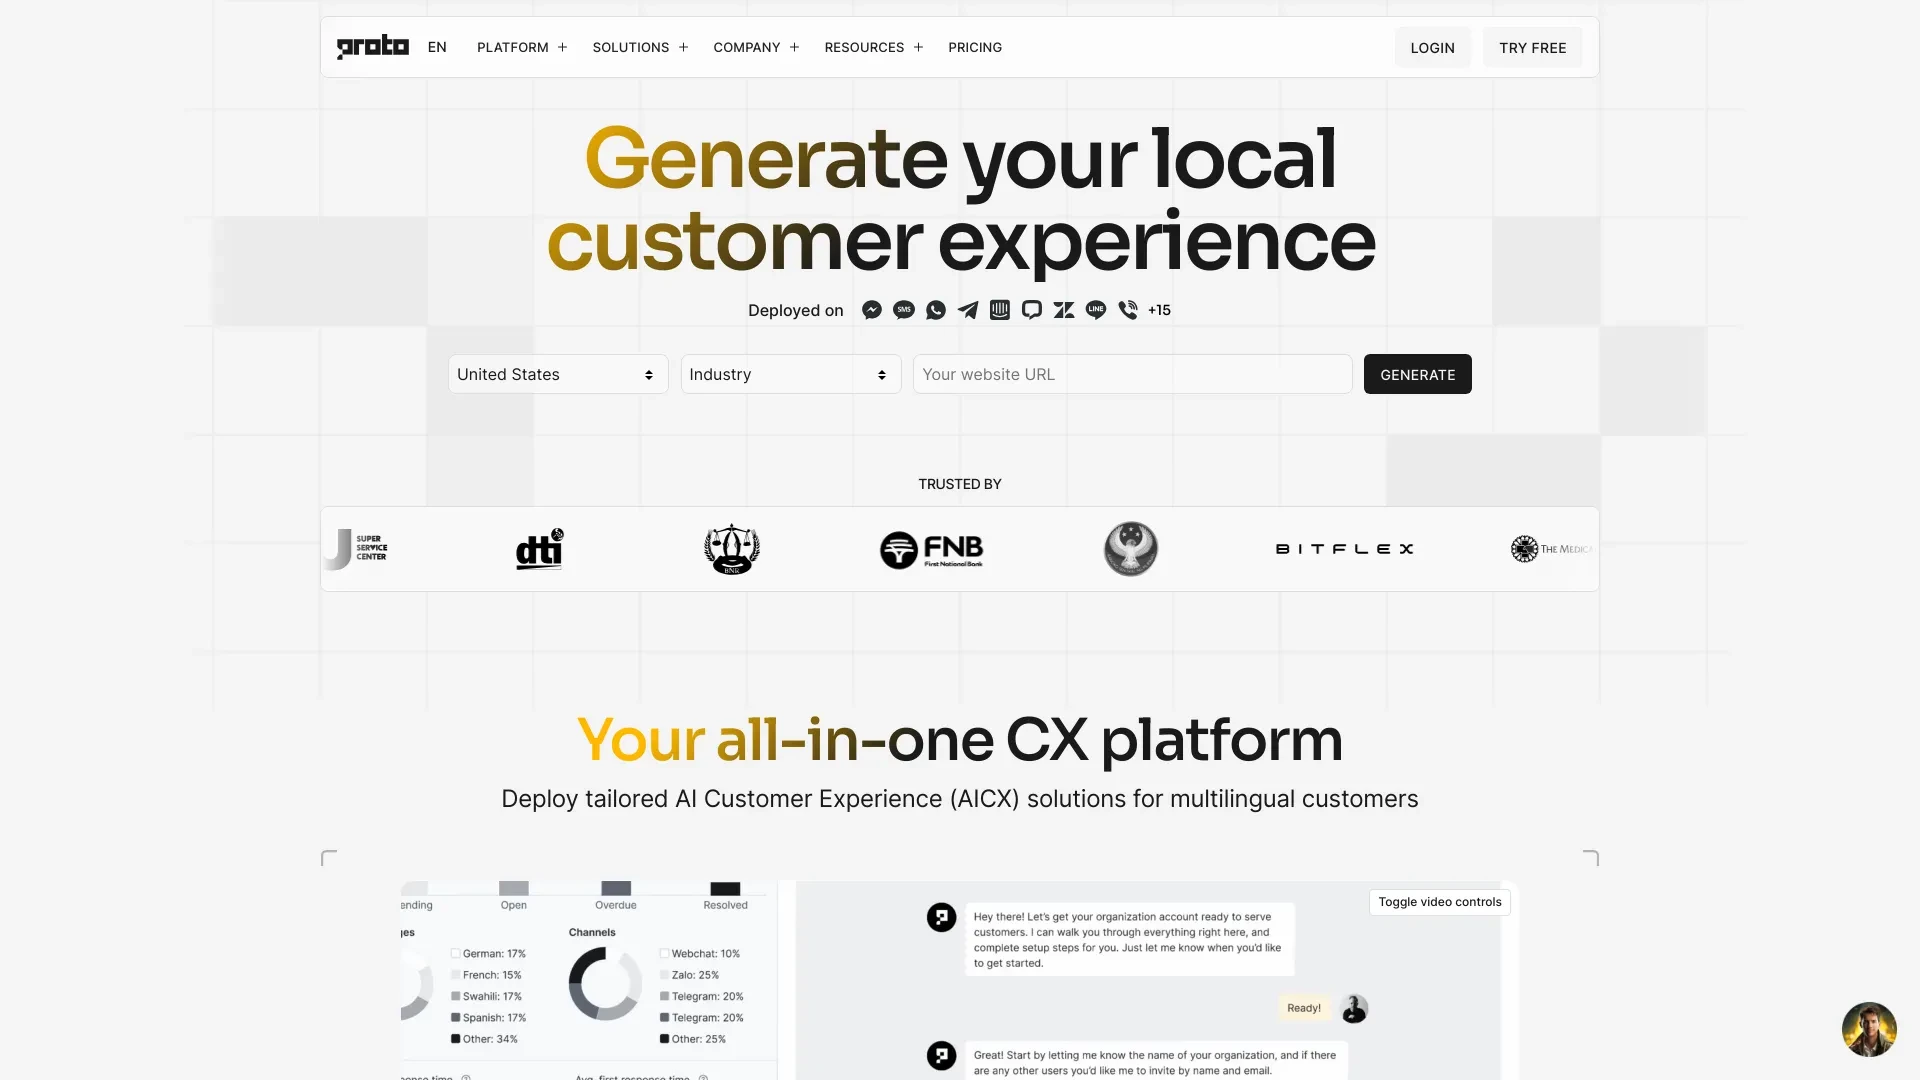 proto EN PLATFORM SOLUTIONS COMPANY RESOURCES PRICING LOGIN TRY FREE
Generate your local
customer experience
Deployed on SMS LINE +15
United States Industry Your website URL GENERATE
TRUSTED BY
SUPER
SERVICE
CENTER
dti
BNR
FNB
First National Bank
BITFLEX
THE MEDIC
Your all-in-one CX platform
Deploy tailored AI Customer Experience (AICX) solutions for multilingual customers
Toggle video controls
ending Open Overdue Resolved
ges
German: 17%
French: 15%
Swahili: 17%
Spanish: 17%
Other: 34%
Channels
Webchat: 10%
Zalo: 25%
Telegram: 20%
Telegram: 20%
Other: 25%
Avg. first response time
Hey there! Let's get your organization account ready to serve
customers. I can walk you through everything right here, and
complete setup steps for you. Just let me know when you'd like
to get started.
Ready!
Great! Start by letting me know the name of your organization, and if there
are any other users you'd like me to invite by name and email.